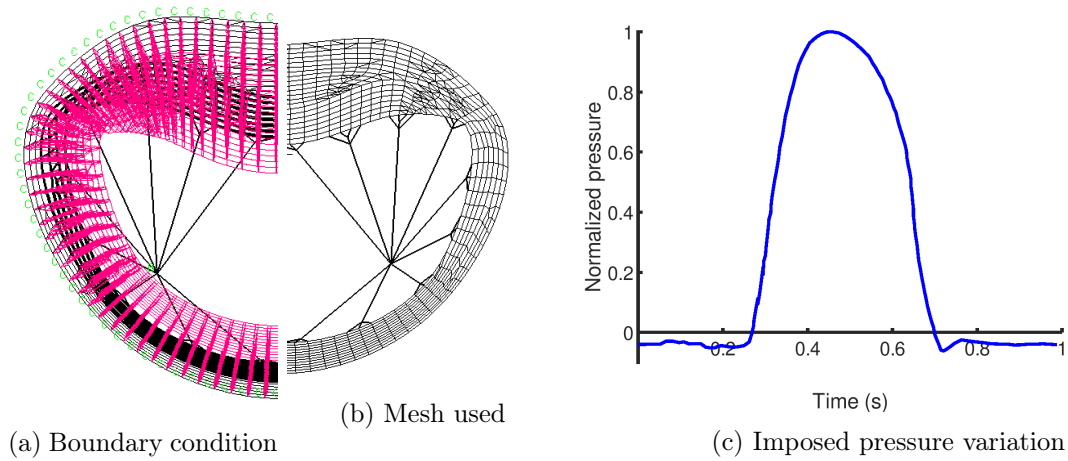 1
0.8
0.6
0.4
0.2
0
0.2 0.4 0.6 0.8 1
Normalized pressure
Time (s)
(a) Boundary condition
(b) Mesh used
(c) Imposed pressure variation